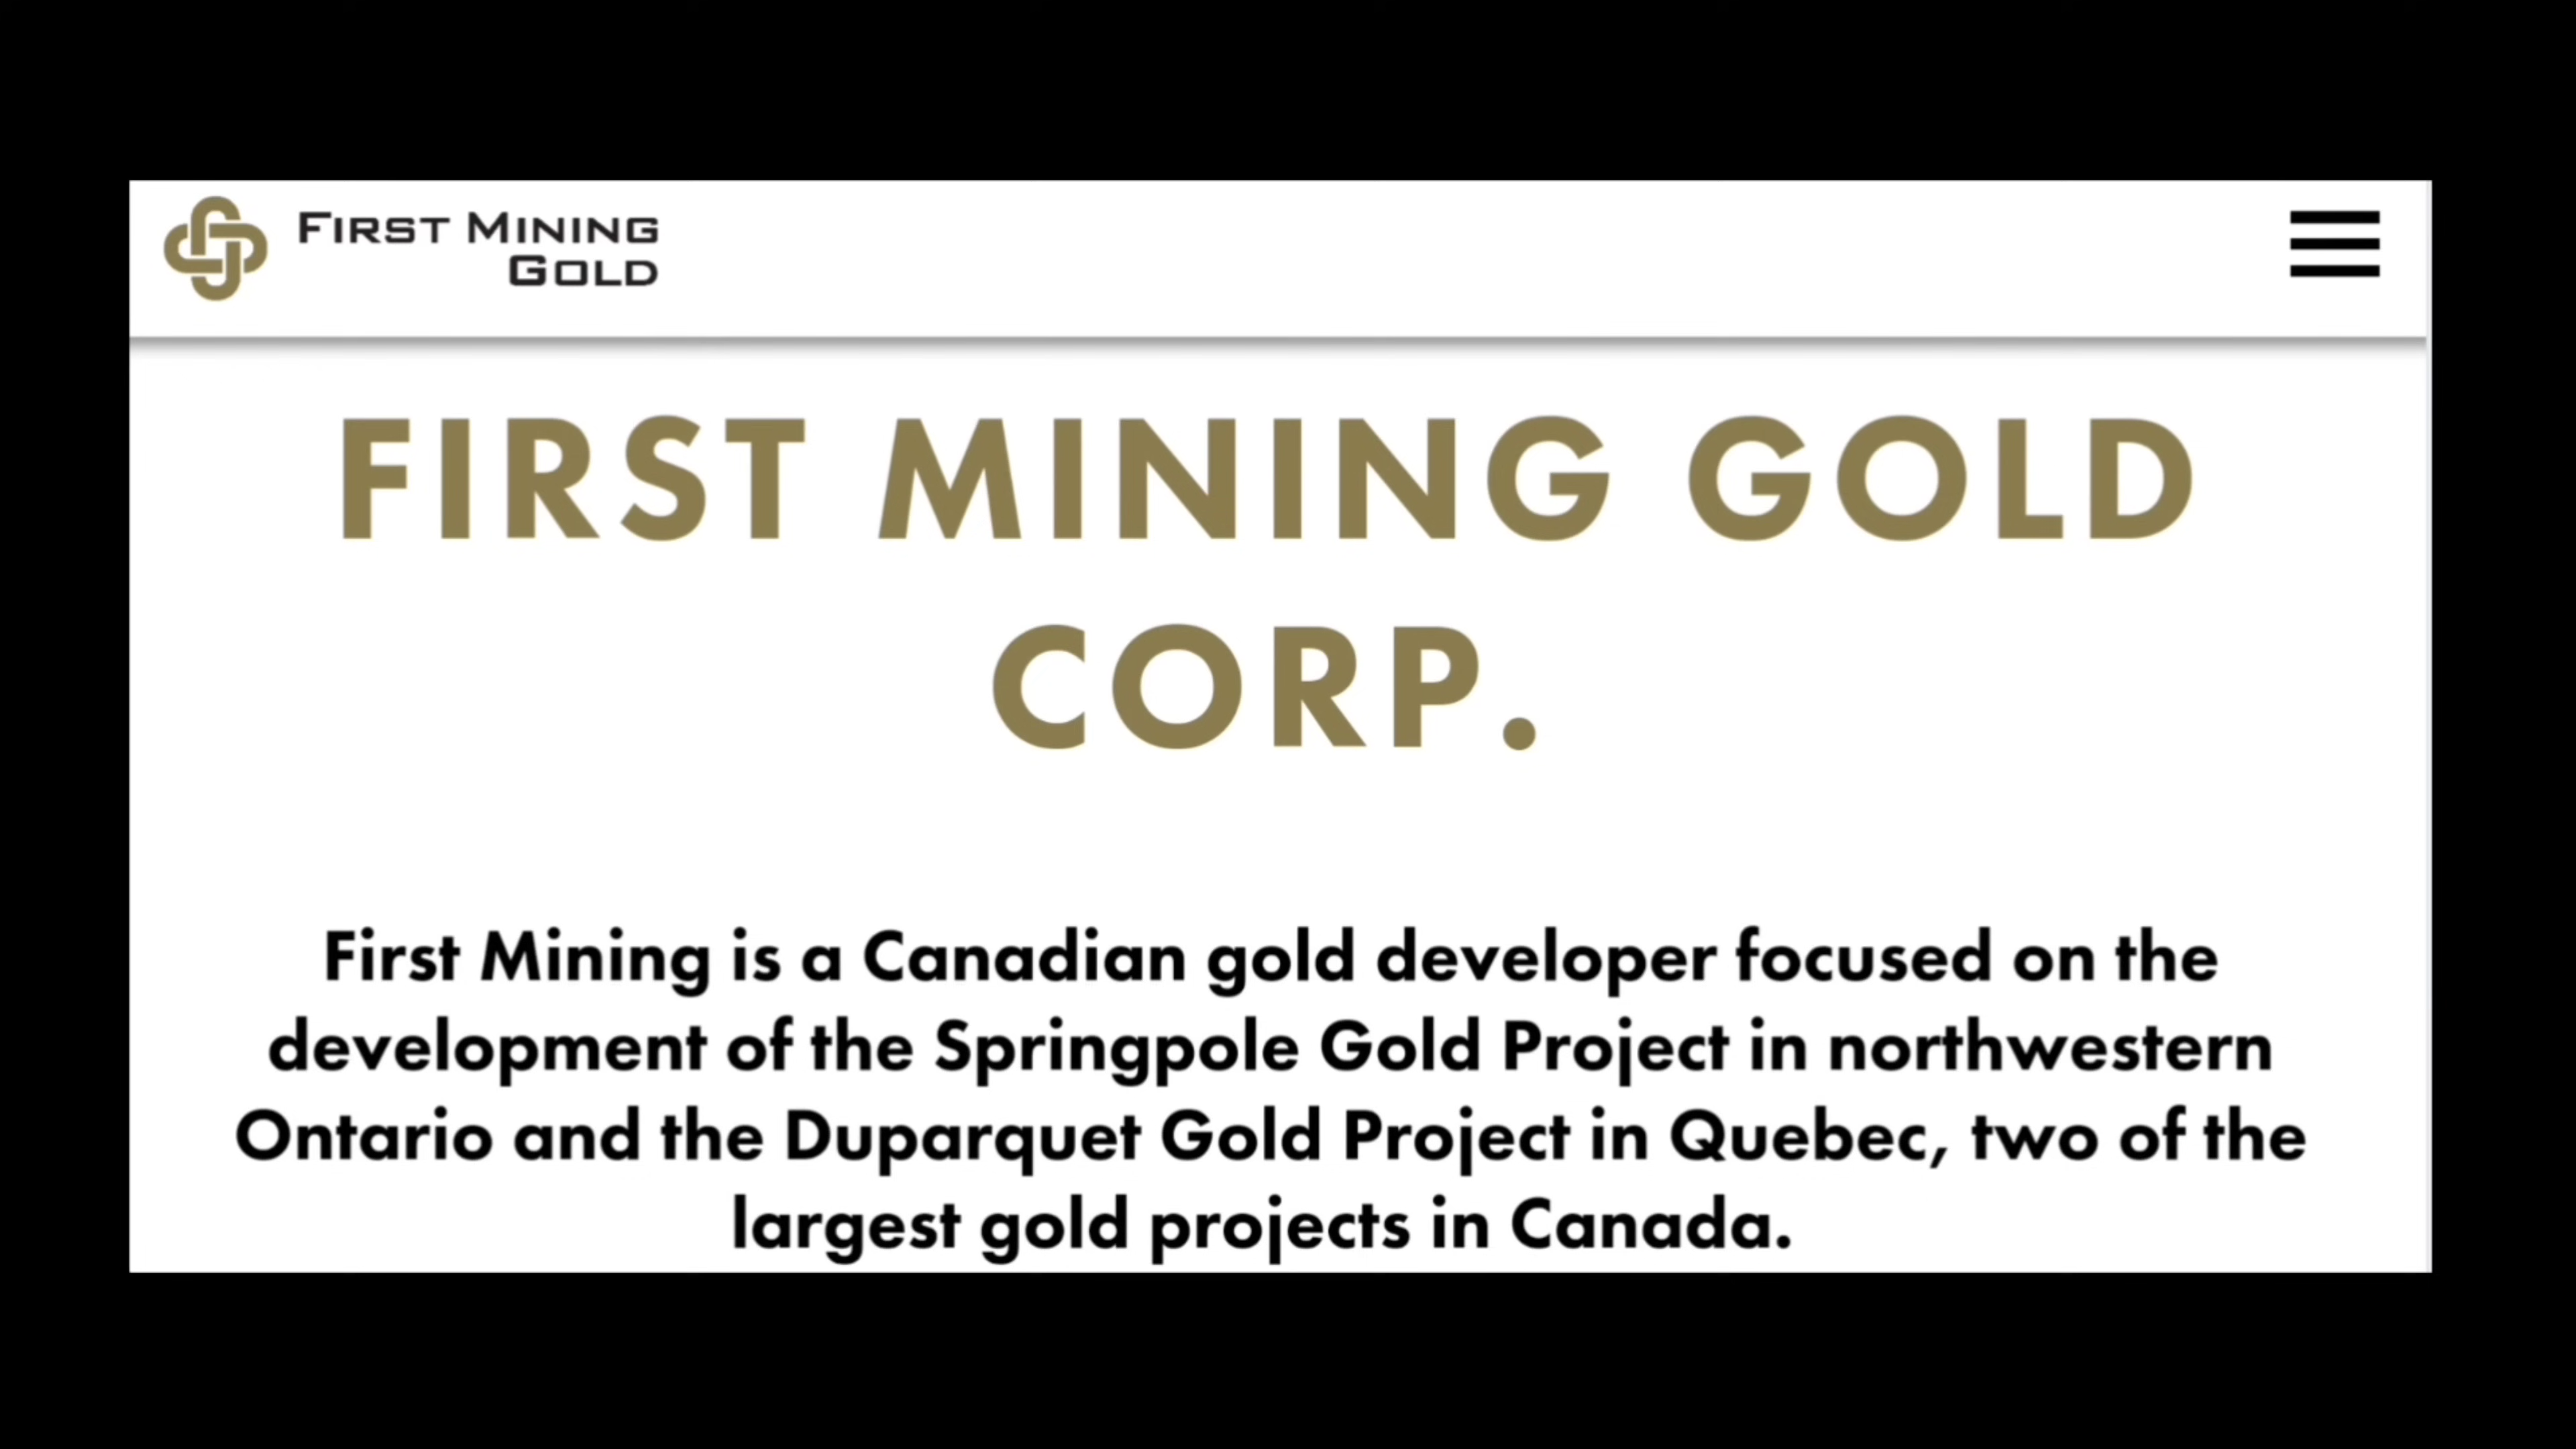 FIRST MINING
GOLD
FIRST MINING GOLD
CORP.
First Mining is a Canadian gold developer focused on the
development of the Springpole Gold Project in northwestern
Ontario and the Duparquet Gold Project in Quebec, two of the
largest gold projects in Canada.